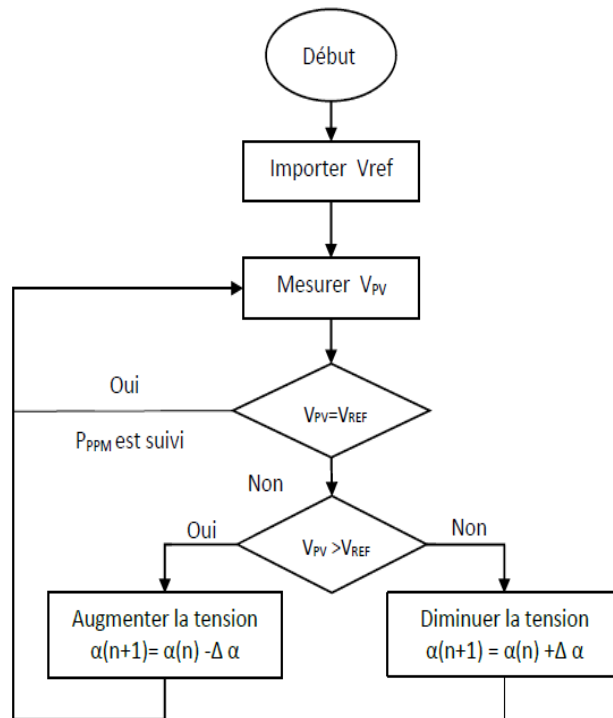 Début
Importer Vref
Mesurer VPV
Oui
VPV=VREF
PPPM est suivi
Non
Oui
VPV >VREF
Non
Augmenter la tension
α(n+1)= α(n) -Δ α
Diminuer la tension
α(n+1) = α(n) +Δ α